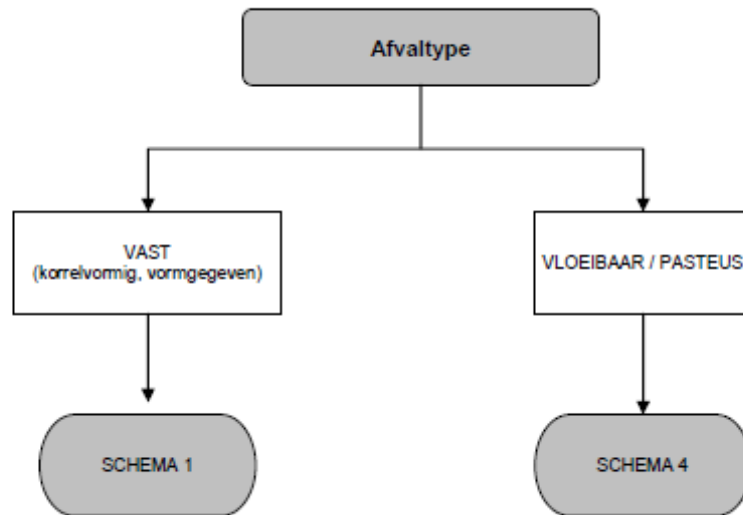 Afvaltype
VAST
(korrelvormig, vormgegeven)
VLOEIBAAR / PASTEUS
SCHEMA 1
SCHEMA 4